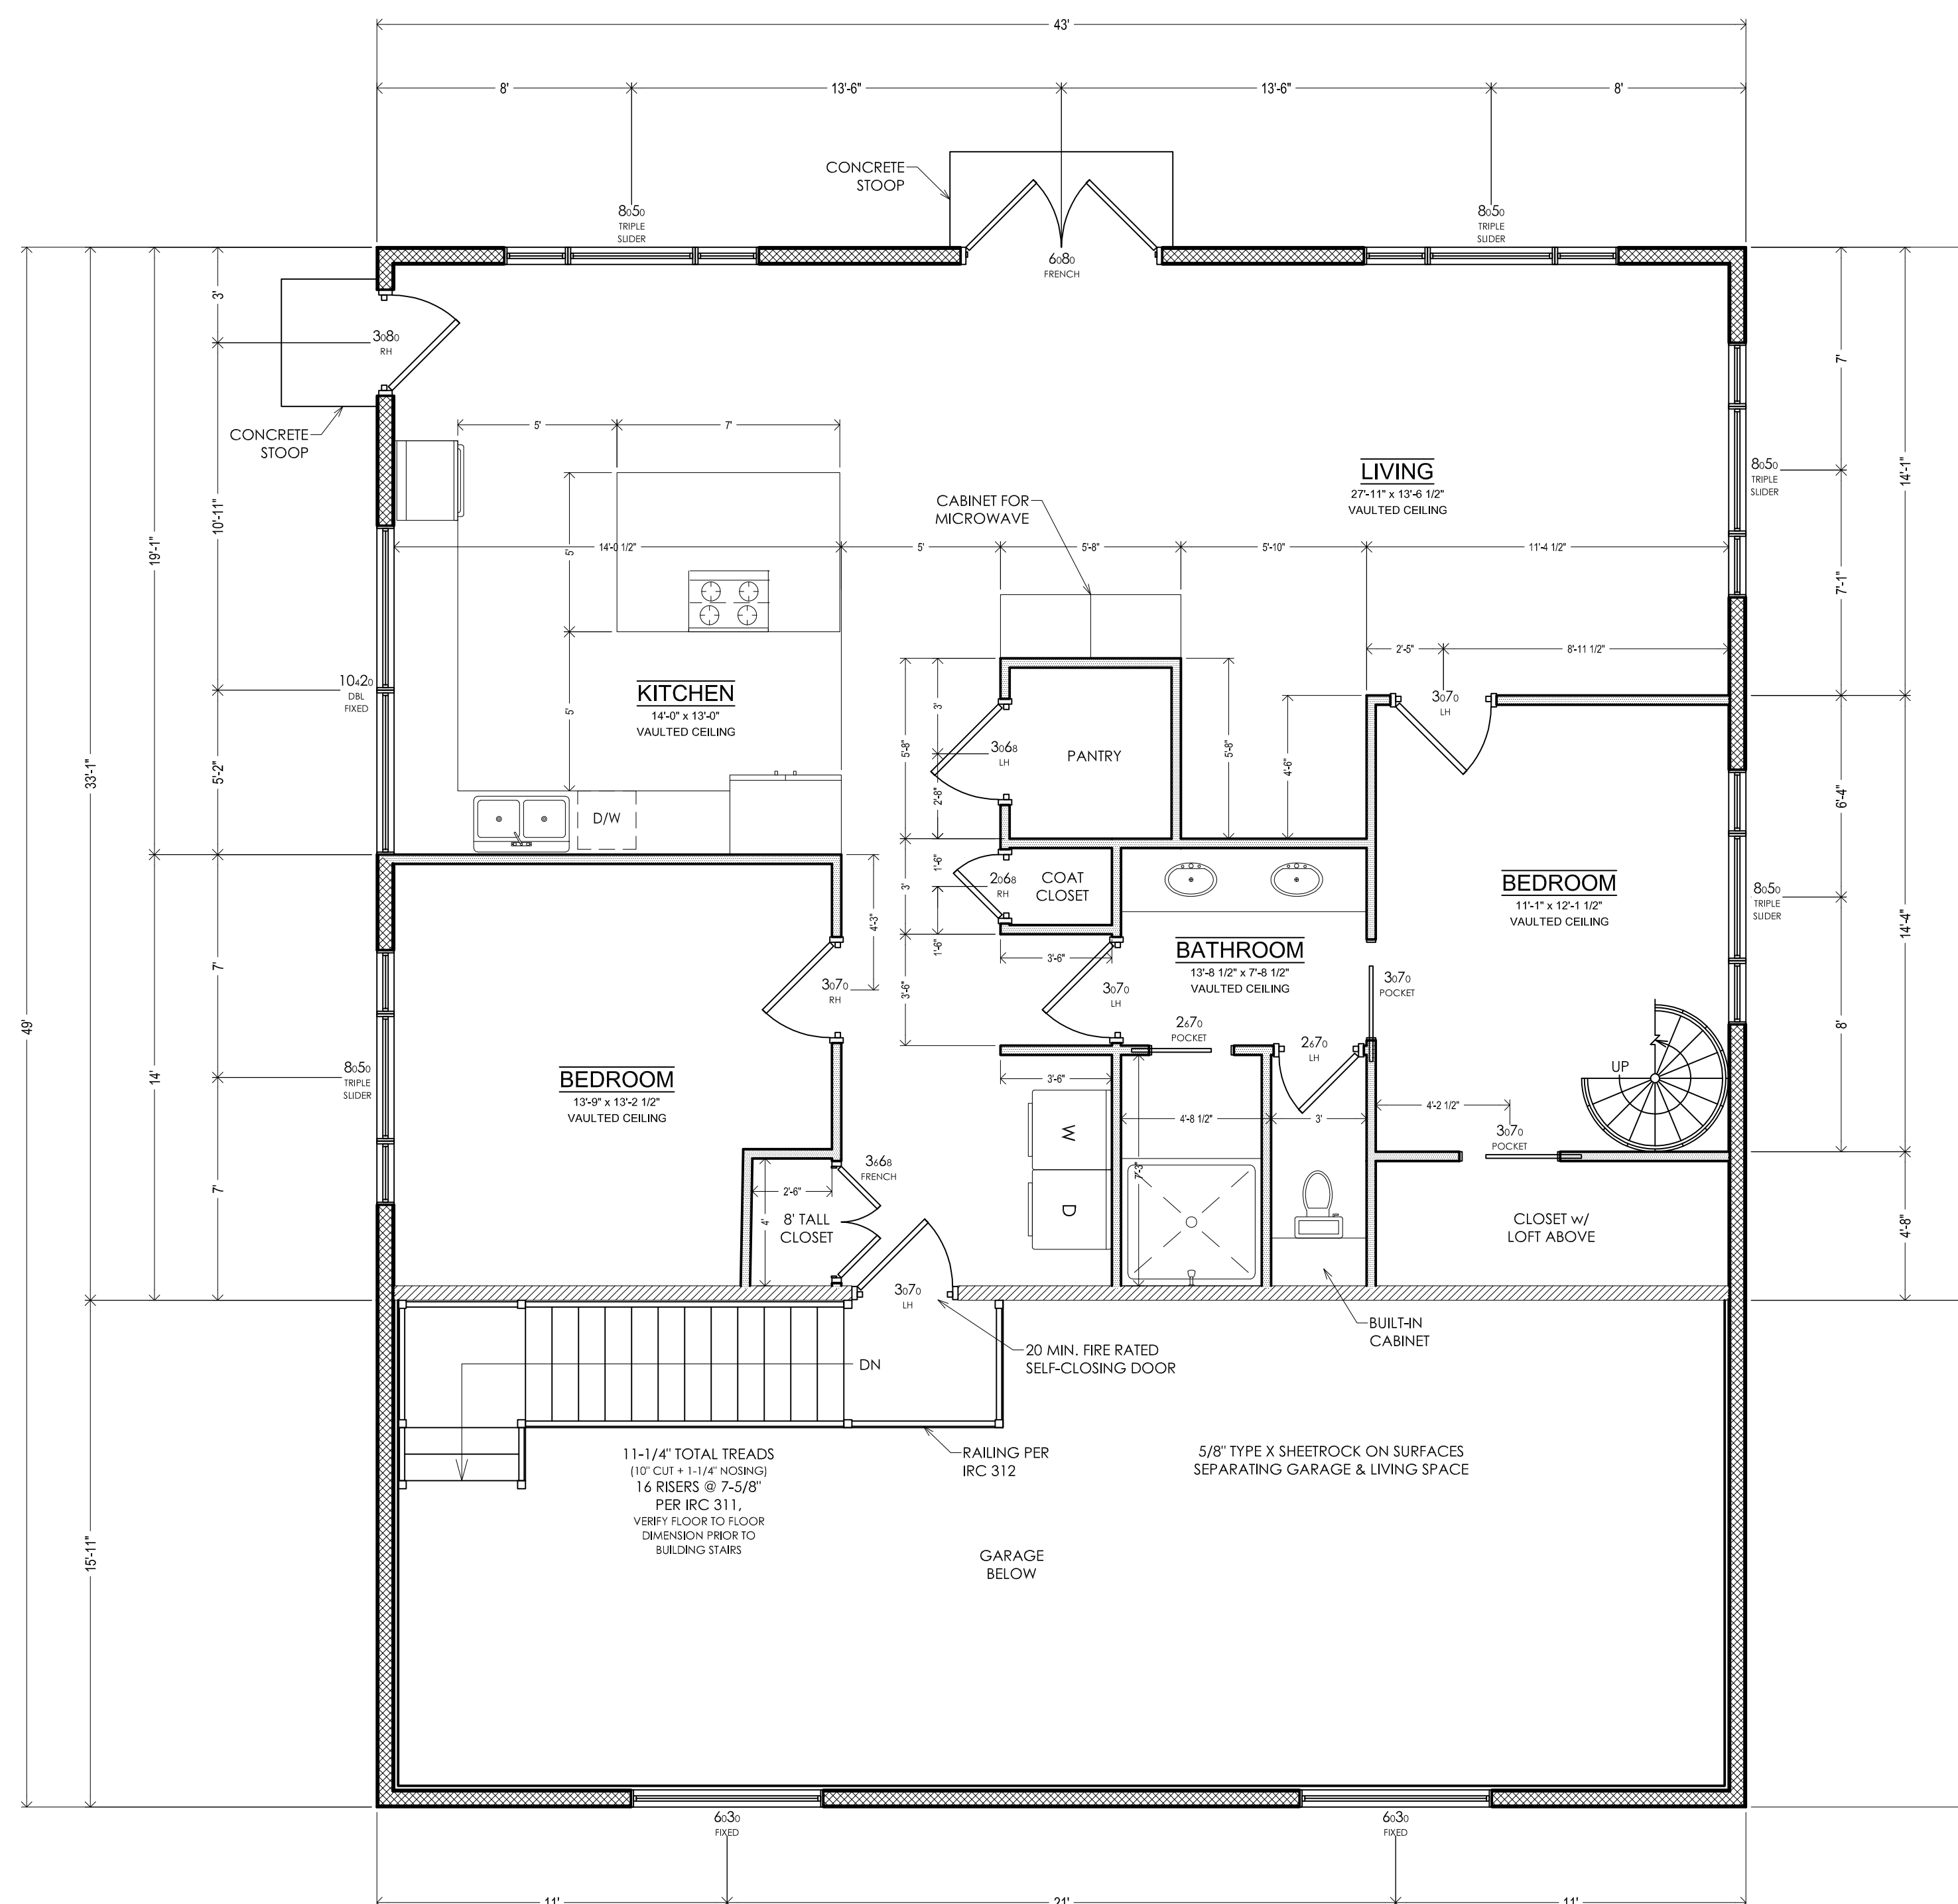 43'
8'
13'-6"
13'-6"
8'
CONCRETE
STOOP
8050
TRIPLE
SLIDER
6080
FRENCH
8050
TRIPLE
SLIDER
3080
RH
CONCRETE
STOOP
49'
33'-1"
15'-11"
19'-1"
14'
3'
10'-11"
5'-2"
7'
7'
5'
7'
5'
5'
14'-0 1/2"
5'
5'-8"
5'-10"
11'-4 1/2"
CABINET FOR
MICROWAVE
LIVING
27'-11" x 13'-6 1/2"
VAULTED CEILING
8050
TRIPLE
SLIDER
7'
7'-1"
6'-4"
8'
14'-1"
14'-4"
4'-8"
2'-5"
8'-11 1/2"
3070
LH
10420
DBL
FIXED
KITCHEN
14'-0" x 13'-0"
VAULTED CEILING
D/W
5'-8"
3'
2'-8"
3068
LH
PANTRY
5'-8"
4'-6"
3'
1'-6"
1'-6"
3'-6"
4'-3"
2068
RH
COAT
CLOSET
3'-6"
BEDROOM
11'-1" x 12'-1 1/2"
VAULTED CEILING
8050
TRIPLE
SLIDER
BATHROOM
13'-8 1/2" x 7'-8 1/2"
VAULTED CEILING
3070
RH
3070
LH
3070
POCKET
2670
POCKET
2670
LH
8050
TRIPLE
SLIDER
BEDROOM
13'-9" x 13'-2 1/2"
VAULTED CEILING
3'-6"
W
D
4'-8 1/2"
3'
7'-3"
UP
4'-2 1/2"
3070
POCKET
3668
FRENCH
2'-6"
4'
8' TALL
CLOSET
CLOSET w/
LOFT ABOVE
3070
LH
BUILT-IN
CABINET
20 MIN. FIRE RATED
SELF-CLOSING DOOR
DN
RAILING PER
IRC 312
11-1/4" TOTAL TREADS
(10" CUT + 1-1/4" NOSING)
16 RISERS @ 7-5/8"
PER IRC 311,
VERIFY FLOOR TO FLOOR
DIMENSION PRIOR TO
BUILDING STAIRS
5/8" TYPE X SHEETROCK ON SURFACES
SEPARATING GARAGE & LIVING SPACE
GARAGE
BELOW
6030
FIXED
6030
FIXED
11'
21'
11'